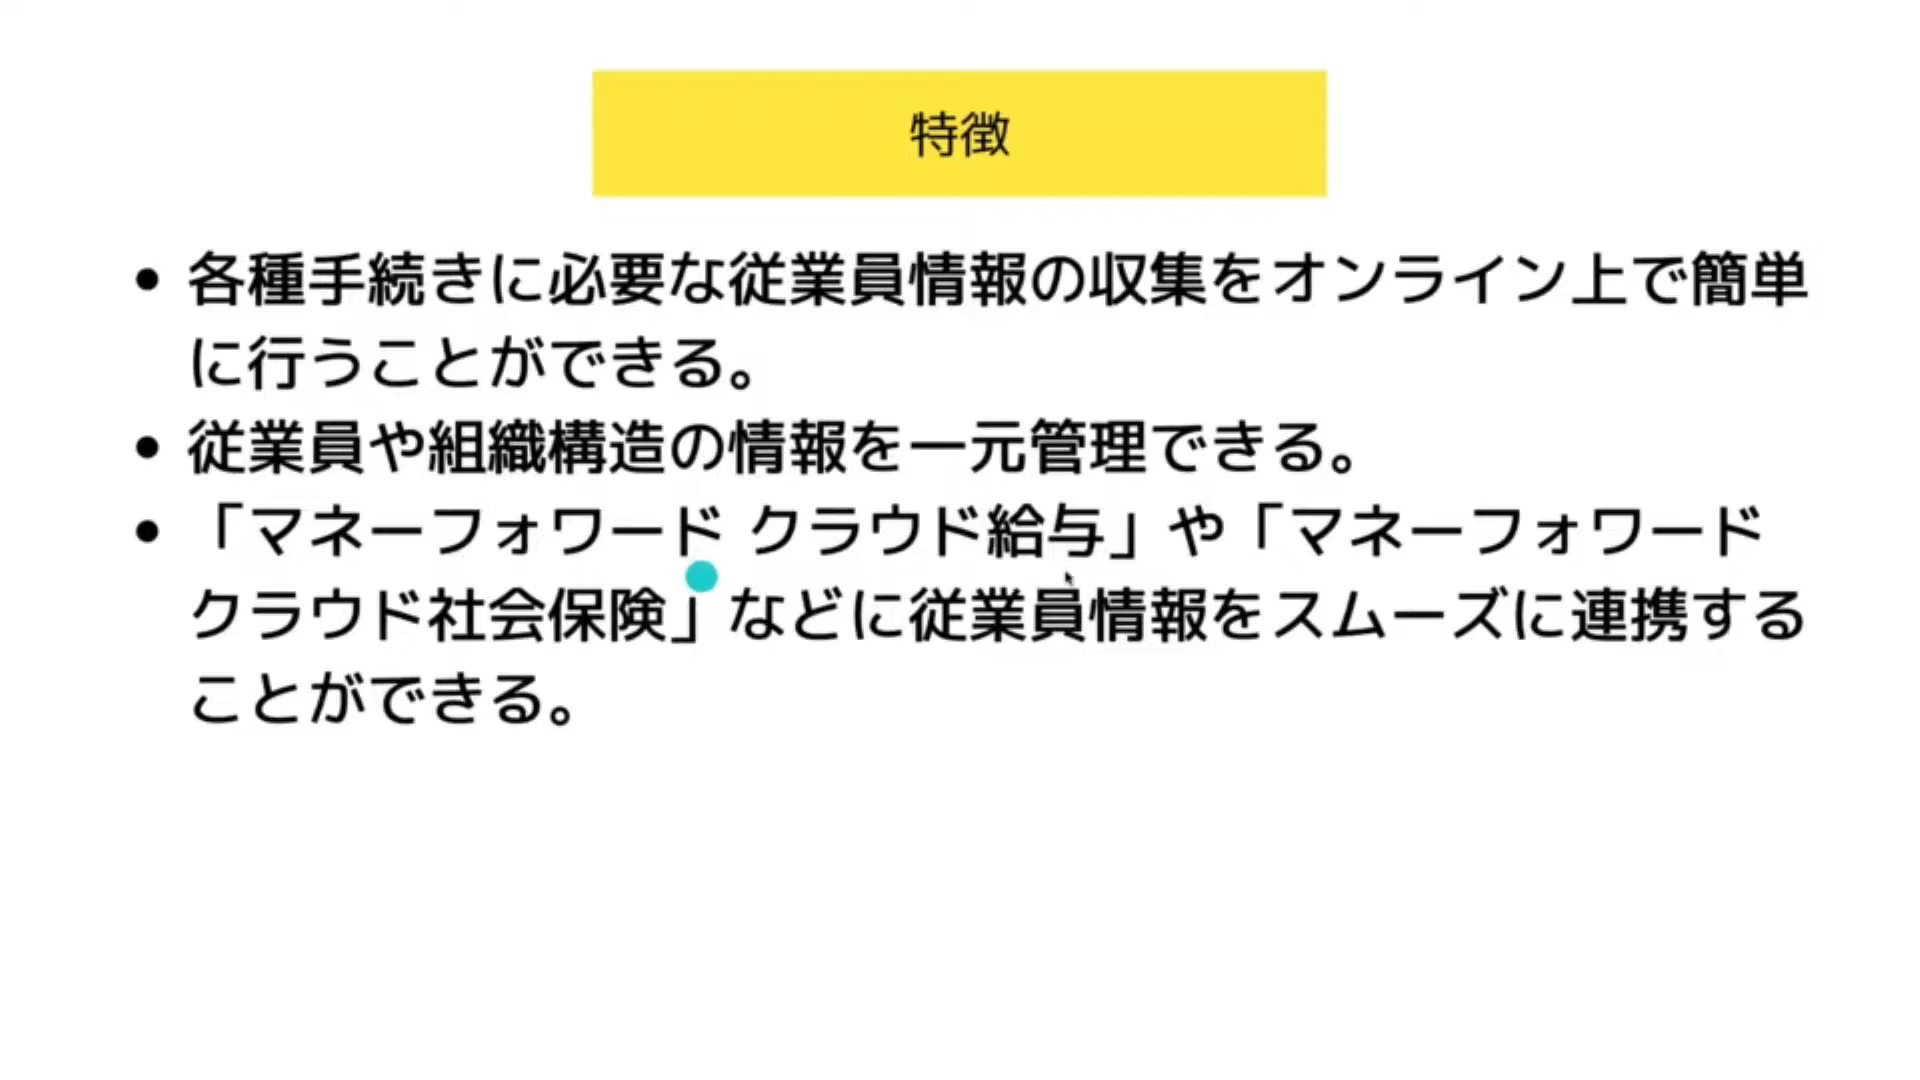 特徴
• 各種手続きに必要な従業員情報の収集をオンライン上で簡単
に行うことができる。
• 従業員や組織構造の情報を一元管理できる。
• 「マネーフォワード クラウド給与」や「マネーフォワード
クラウド社会保険」などに従業員情報をスムーズに連携する
ことができる。